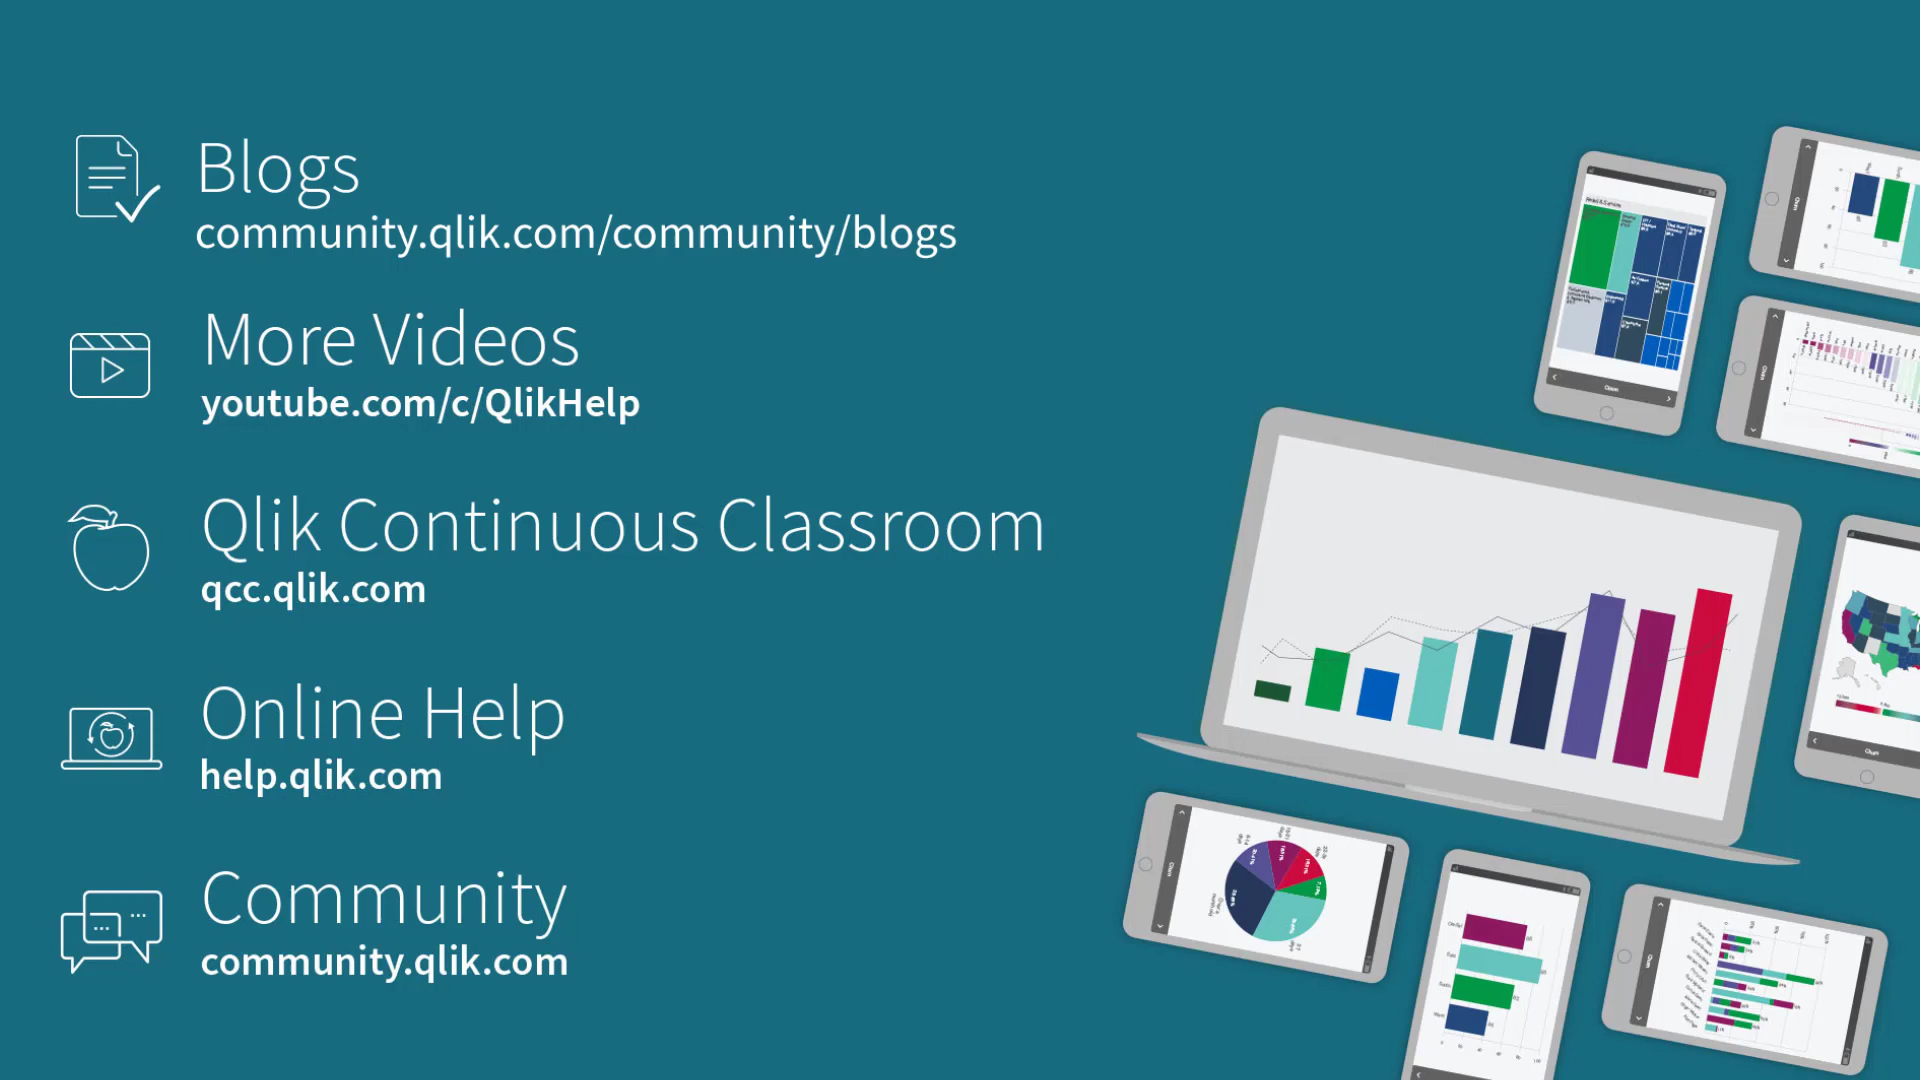 Blogs
community.qlik.com/community/blogs
More Videos
youtube.com/c/QlikHelp
Qlik Continuous Classroom
qcc.qlik.com
Online Help
help.qlik.com
Community
community.qlik.com